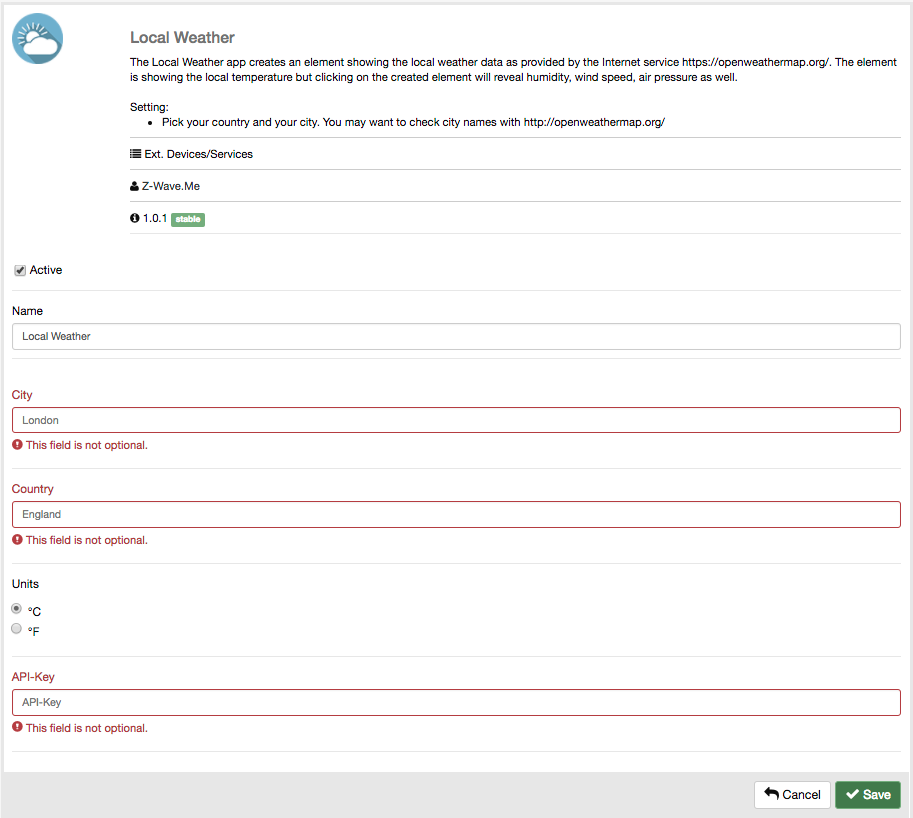 Local Weather
The Local Weather app creates an element showing the local weather data as provided by the Internet service https://openweathermap.org/. The element
is showing the local temperature but clicking on the created element will reveal humidity, wind speed, air pressure as well.
Setting:
• Pick your country and your city. You may want to check city names with http://openweathermap.org/
Ext. Devices/Services
Z-Wave.Me
1.0.1 stable
Active
Name
Local Weather
City
London
This field is not optional.
Country
England
This field is not optional.
Units
°C
°F
API-Key
API-Key
This field is not optional.
Cancel Save